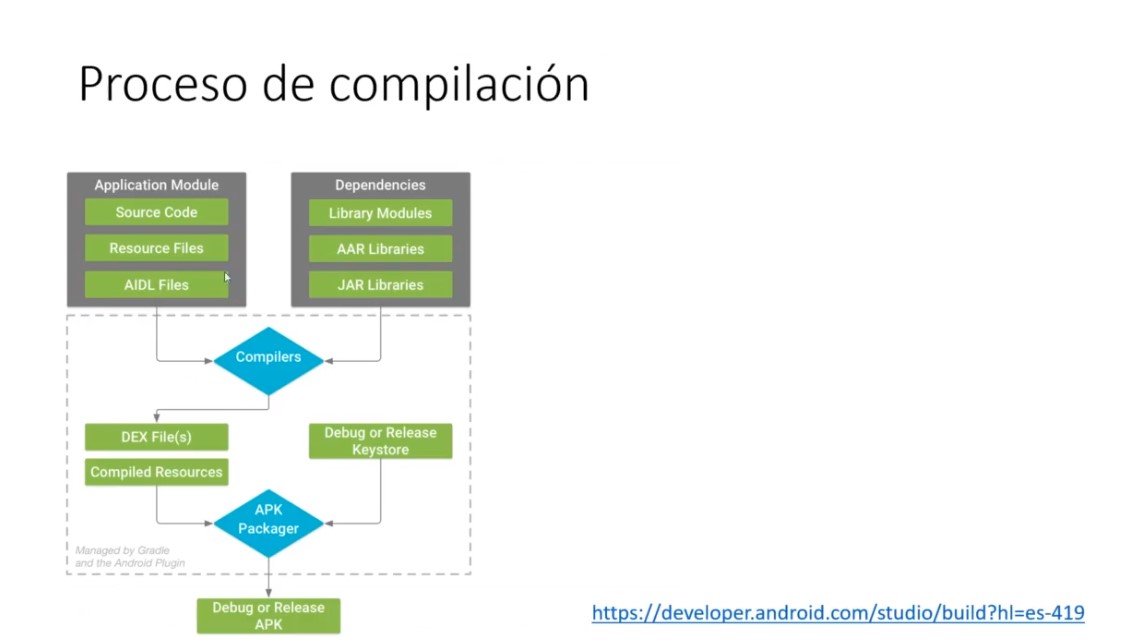 Proceso de compilación
Application Module
Source Code
Resource Files
AIDL Files
Dependencies
Library Modules
AAR Libraries
JAR Libraries
Compilers
DEX File(s)
Compiled Resources
Debug or Release
Keystore
APK
Packager
Managed by Gradle
and the Android Plugin
Debug or Release
APK
https://developer.android.com/studio/build?hl=es-419